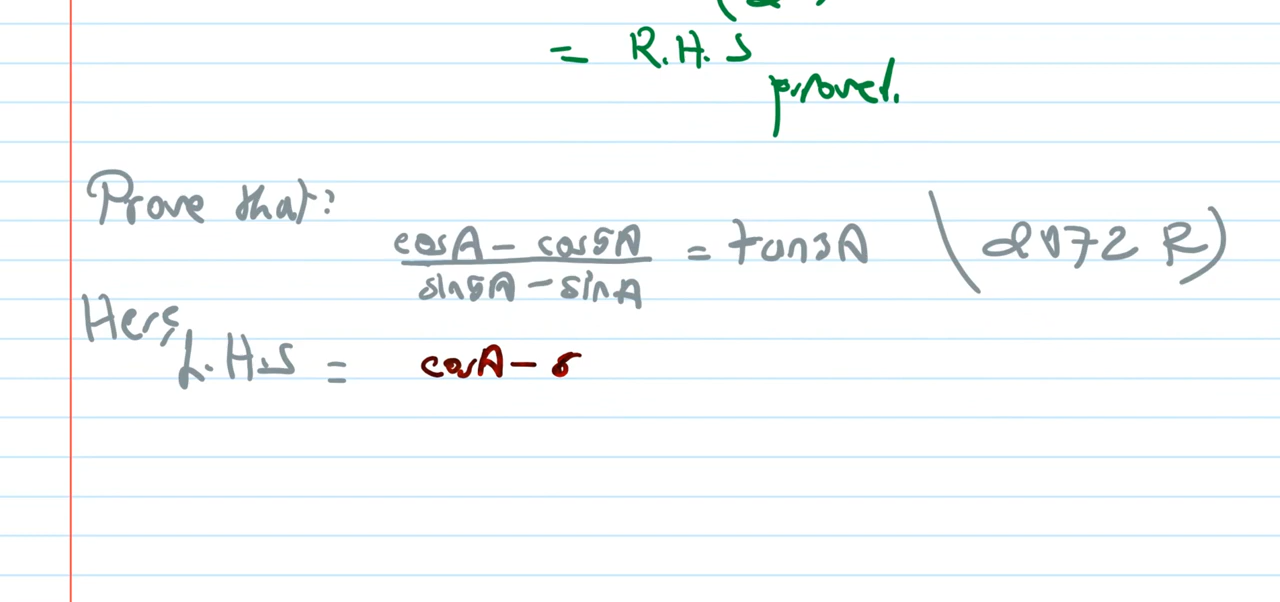 = R.H.S
proved.
Prove that:
cosA - cos5A / sin5A - sinA = tan3A (2072 R)
Here,
L.H.S = cosA - s